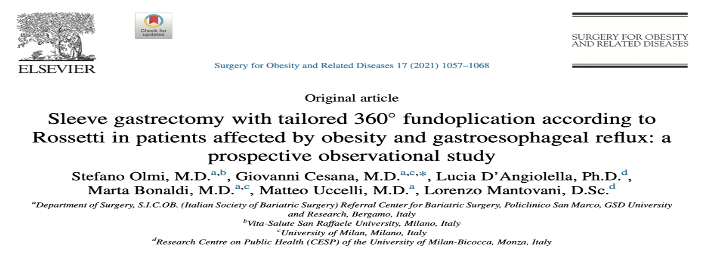 Check for
updates
ELSEVIER
Surgery for Obesity and Related Diseases 17 (2021) 1057–1068
SURGERY FOR OBESITY
AND RELATED DISEASES
Original article
Sleeve gastrectomy with tailored 360° fundoplication according to
Rossetti in patients affected by obesity and gastroesophageal reflux: a
prospective observational study
Stefano Olmi, M.D.a,b, Giovanni Cesana, M.D.a,c,*, Lucia D’Angiolella, Ph.D.d,
Marta Bonaldi, M.D.a,c, Matteo Uccelli, M.D.a, Lorenzo Mantovani, D.Sc.d
aDepartment of Surgery, S.I.C.OB. (Italian Society of Bariatric Surgery) Referral Center for Bariatric Surgery, Policlinico San Marco, GSD University
and Research, Bergamo, Italy
bVita-Salute San Raffaele University, Milano, Italy
cUniversity of Milan, Milano, Italy
dResearch Centre on Public Health (CESP) of the University of Milan-Bicocca, Monza, Italy